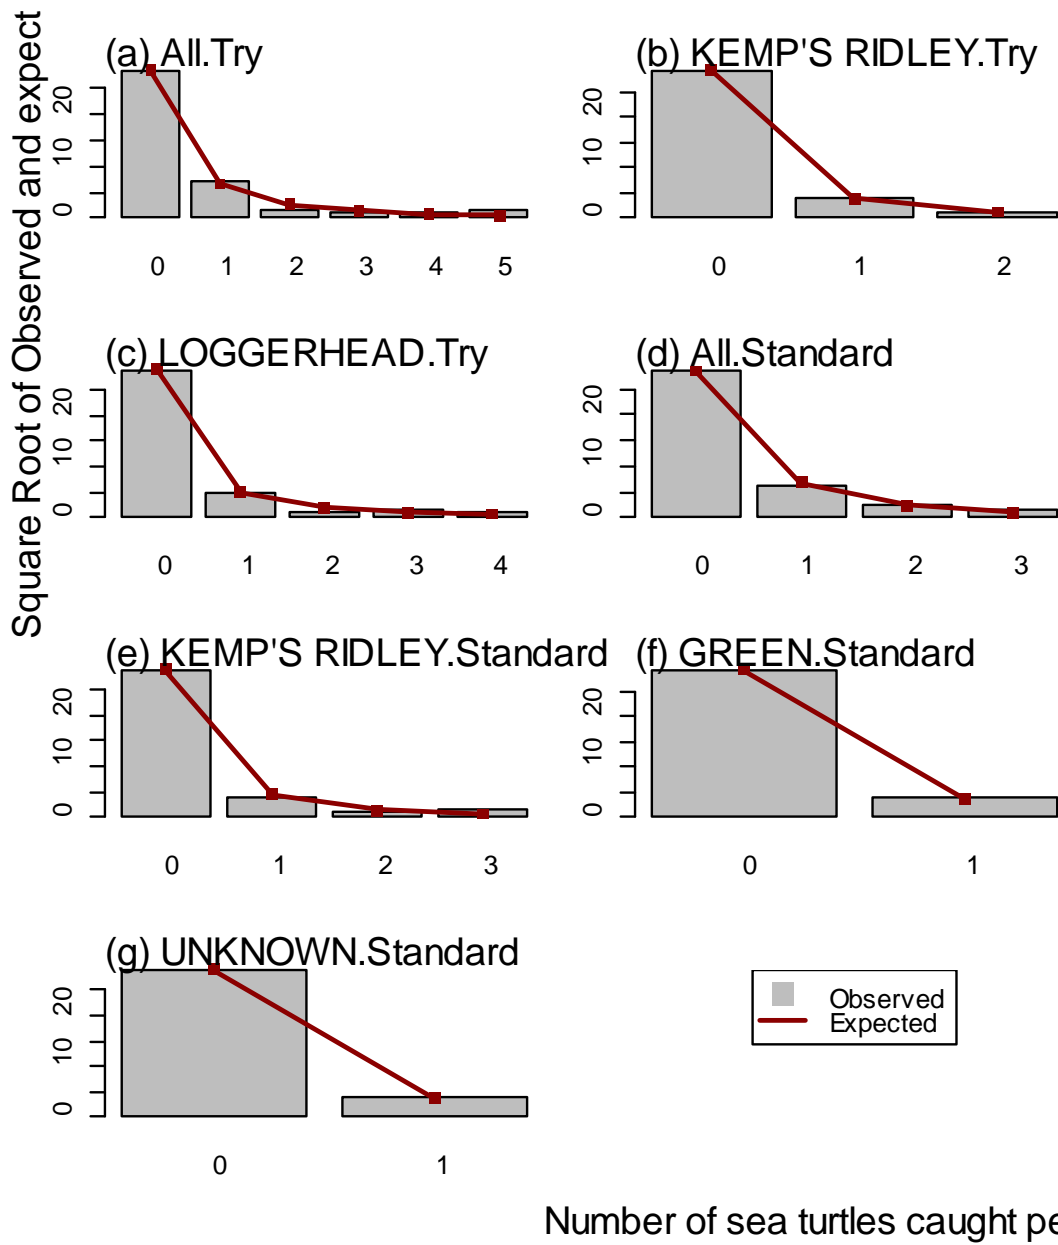 Square Root of Observed and expect
(a) All.Try
20
10
0
0 1 2 3 4 5
(b) KEMP'S RIDLEY.Try
20
10
0
0 1 2
(c) LOGGERHEAD.Try
20
10
0
0 1 2 3 4
(d) All.Standard
20
10
0
0 1 2 3
(e) KEMP'S RIDLEY.Standard
20
10
0
0 1 2 3
(f) GREEN.Standard
20
10
0
0 1
(g) UNKNOWN.Standard
20
10
0
0 1
Observed
Expected
Number of sea turtles caught pe